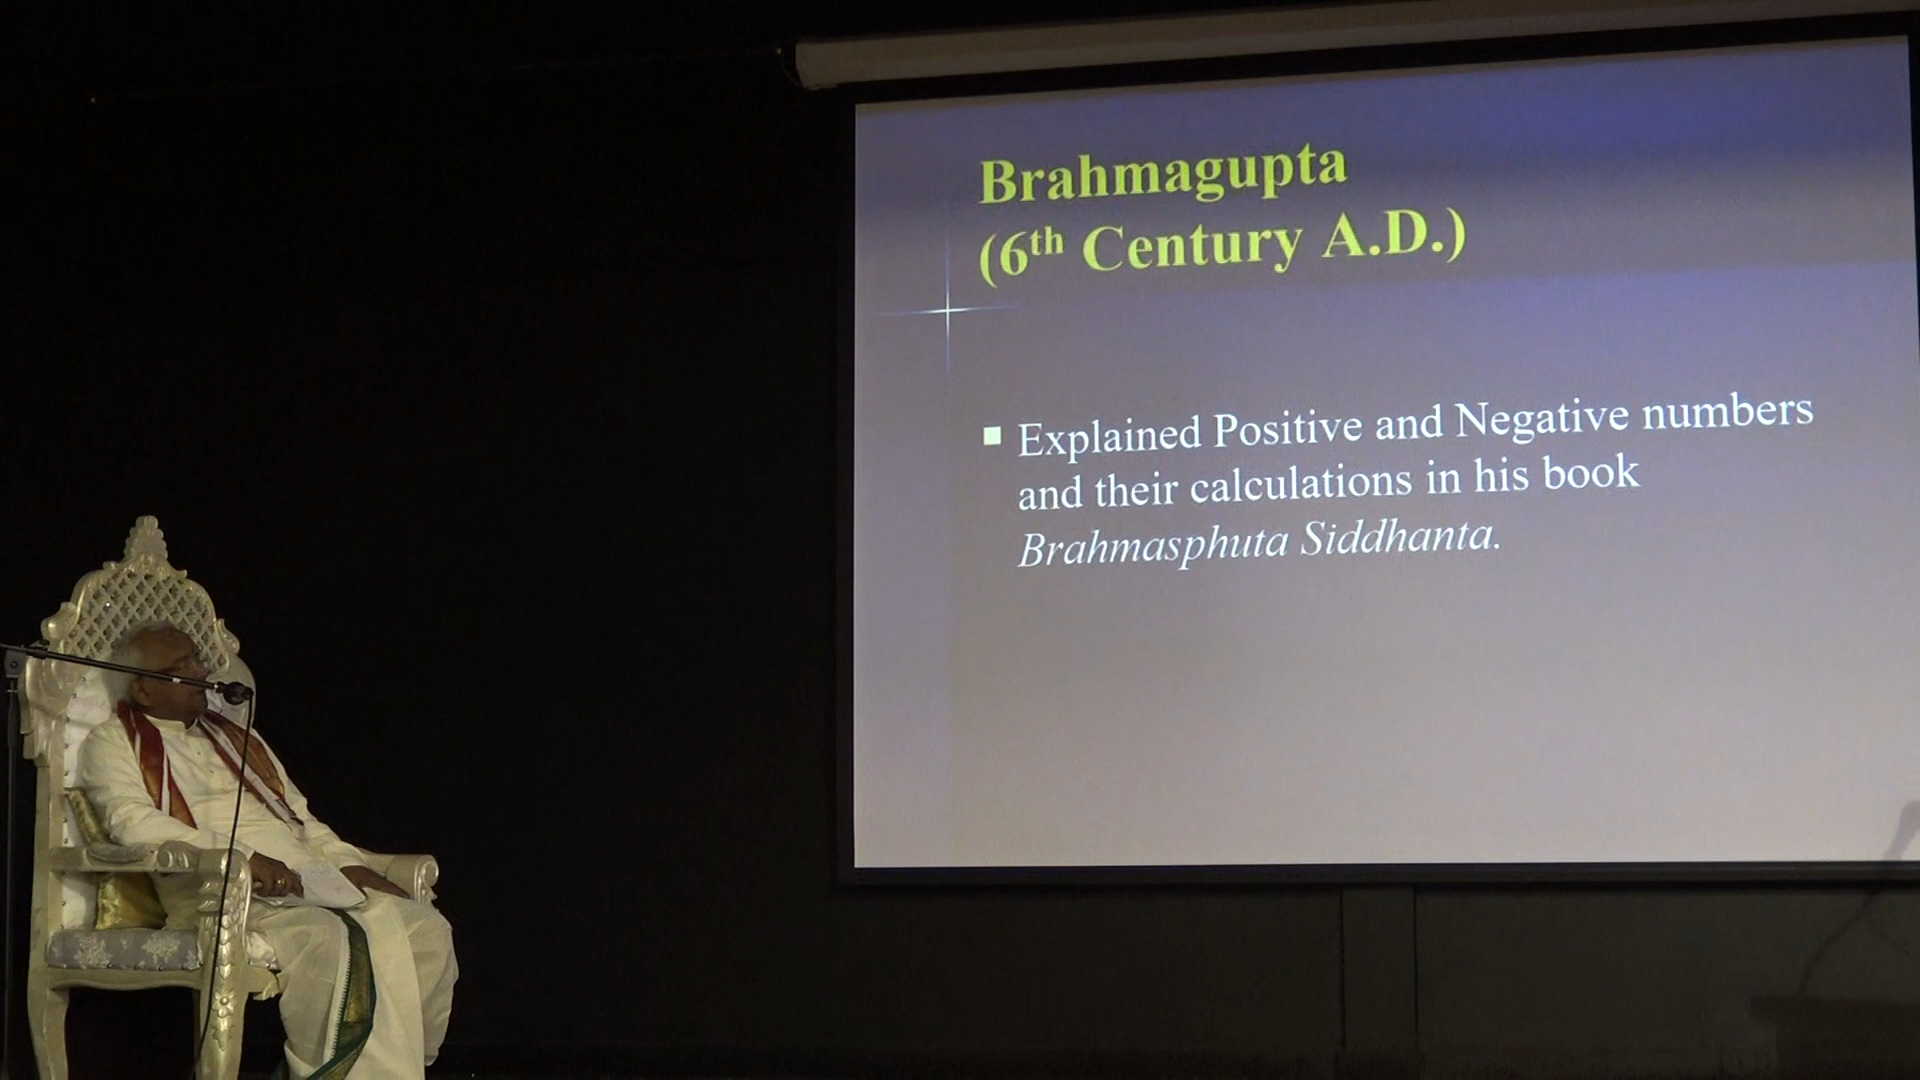 Brahmagupta
(6th Century A.D.)
Explained Positive and Negative numbers
and their calculations in his book
Brahmasphuta Siddhanta.